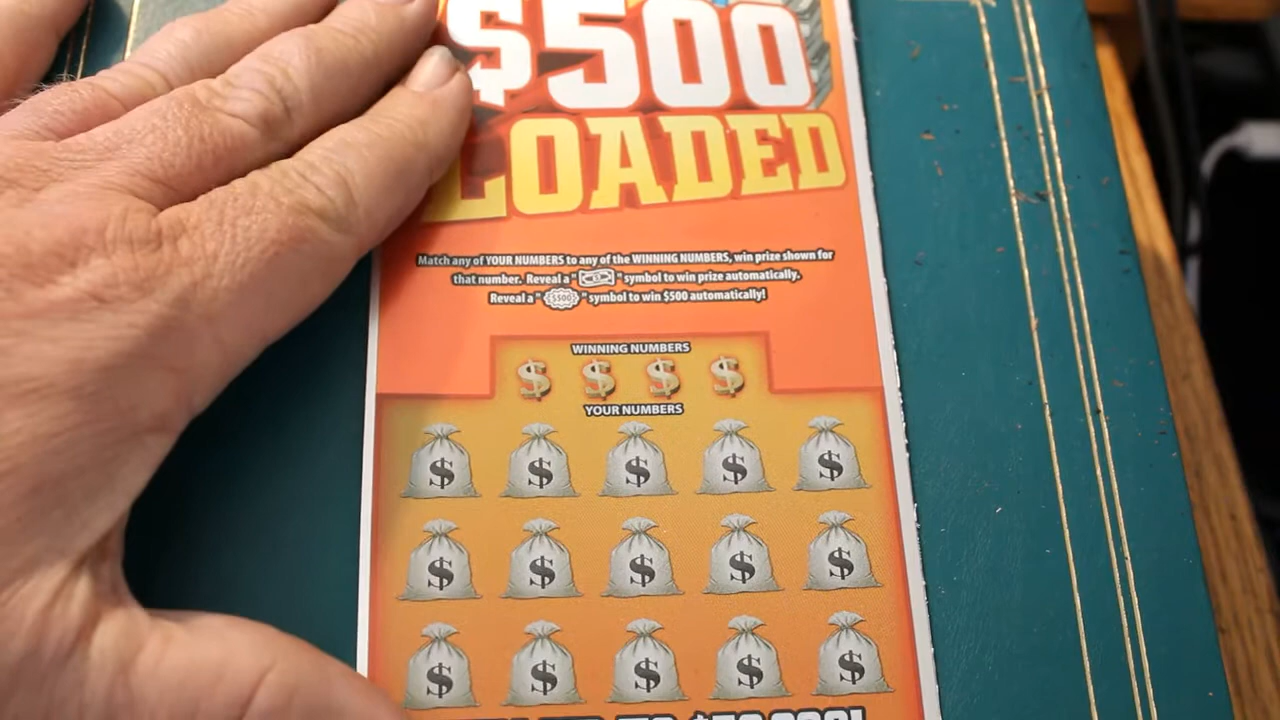 $500
LOADED
Match any of YOUR NUMBERS to any of the WINNING NUMBERS, win prize shown for
that number. Reveal a " " symbol to win prize automatically.
Reveal a " $500 " symbol to win $500 automatically!
WINNING NUMBERS
$ $ $ $
YOUR NUMBERS
$ $ $ $ $
$ $ $ $ $
$ $ $ $ $